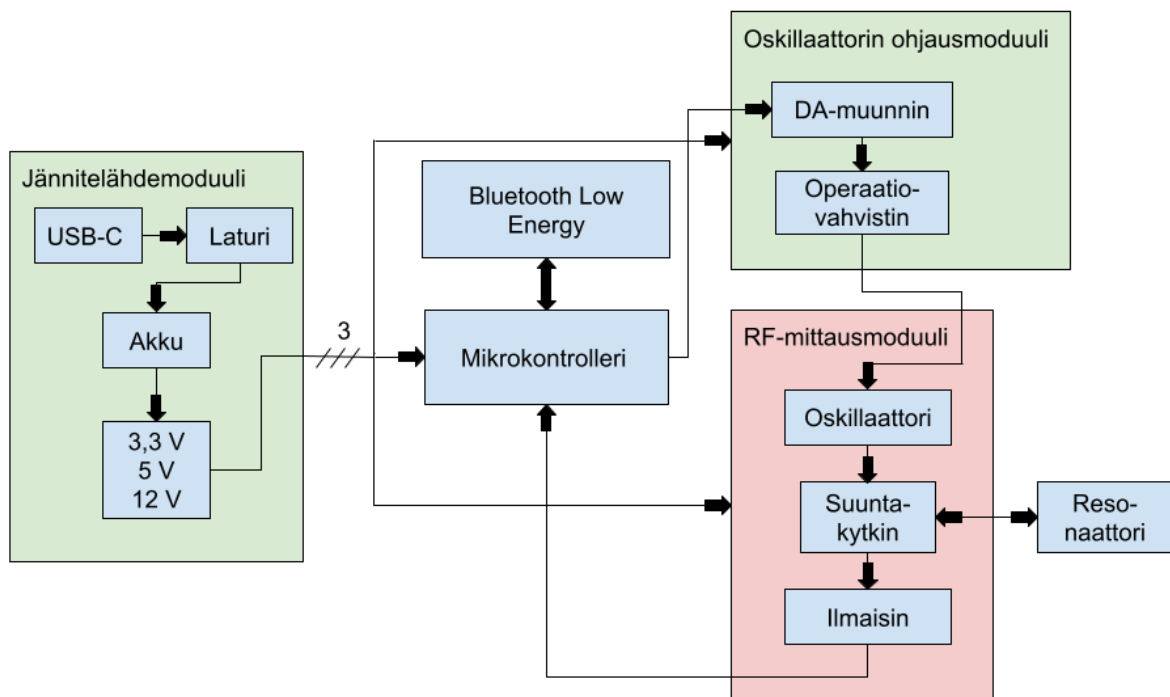 Jännitelähdemoduuli
USB-C
Laturi
Akku
3,3 V
5 V
12 V
3
Bluetooth Low
Energy
Mikrokontrolleri
Oskillaattorin ohjausmoduuli
DA-muunnin
Operaatio-
vahvistin
RF-mittausmoduuli
Oskillaattori
Suunta-
kytkin
Ilmaisin
Reso-
naattori